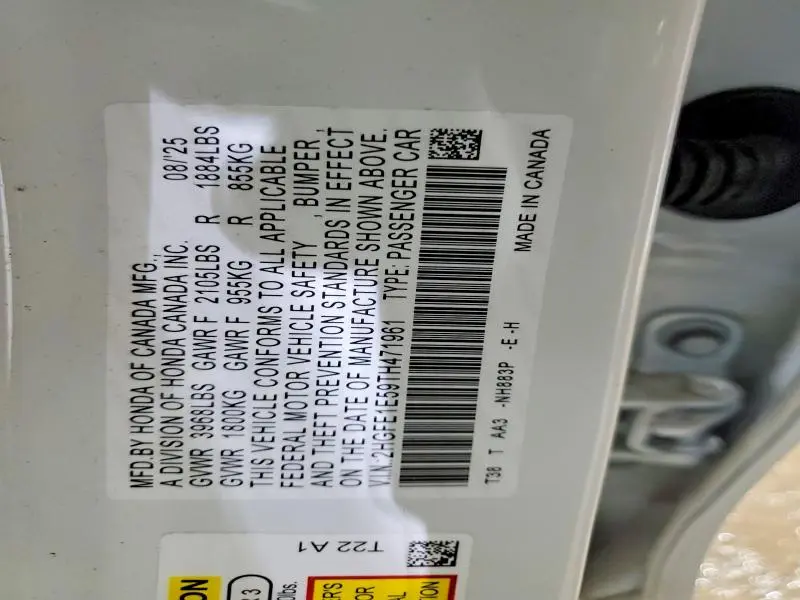 MFD.BY HONDA OF CANADA MFG., 08/'25
A DIVISION OF HONDA CANADA INC.
GVWR 3968LBS GAWR F 2105LBS R 1884LBS
GVWR 1800KG GAWR F 955KG R 855KG
THIS VEHICLE CONFORMS TO ALL APPLICABLE
FEDERAL MOTOR VEHICLE SAFETY , BUMPER ,
AND THEFT PREVENTION STANDARDS IN EFFECT
ON THE DATE OF MANUFACTURE SHOWN ABOVE.
V.I.N.:2HGFE1E59TH471961 TYPE:PASSENGER CAR
T38 T AA3 -NH883P -E -H
MADE IN CANADA
T22 A1